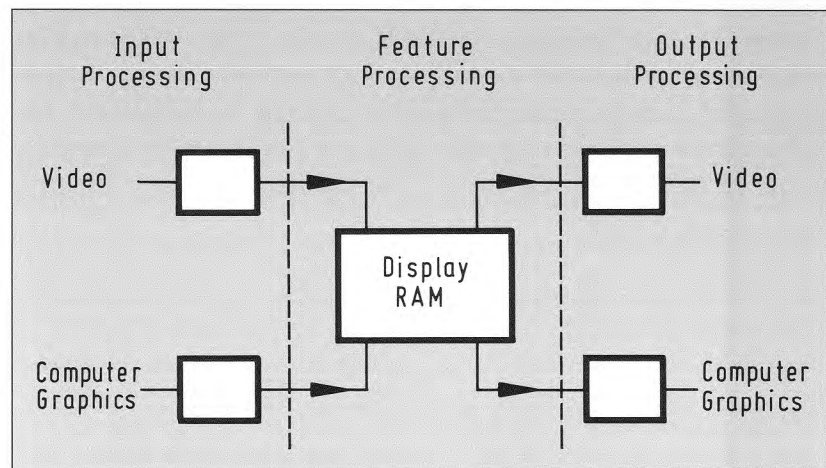 Input
Processing
Feature
Processing
Output
Processing
Video
Video
Display
RAM
Computer
Graphics
Computer
Graphics